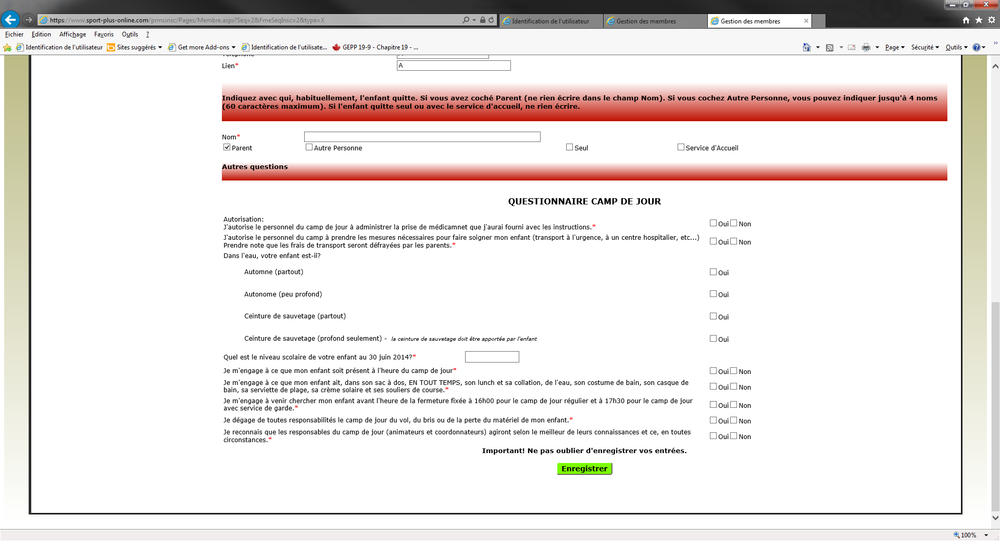 https://www.sport-plus-online.com/prmsinsc/Pages/Membre.aspx?Seq=2&FmeSeqInsc=2&type=X
Identification de l'utilisateur
Gestion des membres
Gestion des membres
Fichier Edition Affichage Favoris Outils ?
Identification de l'utilisateur Sites suggérés Get more Add-ons Identification de l'utilisate... GEPP 19-9 - Chapitre 19 - ...
Page Sécurité Outils
Lien* A
Indiquez avec qui, habituellement, l'enfant quitte. Si vous avez coché Parent (ne rien écrire dans le champ Nom). Si vous cochez Autre Personne, vous pouvez indiquer jusqu'à 4 noms
(60 caractères maximum). Si l'enfant quitte seul ou avec le service d'accueil, ne rien écrire.
Nom*
Parent Autre Personne Seul Service d'Accueil
Autres questions
QUESTIONNAIRE CAMP DE JOUR
Autorisation:
J'autorise le personnel du camp de jour à administrer la prise de médicamnet que j'aurai fourni avec les instructions.* Oui Non
J'autorise le personnel du camp à prendre les mesures nécessaires pour faire soigner mon enfant (transport à l'urgence, à un centre hospitalier, etc...)
Prendre note que les frais de transport seront défrayées par les parents.* Oui Non
Dans l'eau, votre enfant est-il?
Automne (partout) Oui
Autonome (peu profond) Oui
Ceinture de sauvetage (partout) Oui
Ceinture de sauvetage (profond seulement) - la ceinture de sauvetage doit être apportée par l'enfant Oui
Quel est le niveau scolaire de votre enfant au 30 juin 2014?*
Je m'engage à ce que mon enfant soit présent à l'heure du camp de jour* Oui Non
Je m'engage à ce que mon enfant ait, dans son sac à dos, EN TOUT TEMPS, son lunch et sa collation, de l'eau, son costume de bain, son casque de
bain, sa serviette de plage, sa crème solaire et ses souliers de course.* Oui Non
Je m'engage à venir chercher mon enfant avant l'heure de la fermeture fixée à 16h00 pour le camp de jour régulier et à 17h30 pour le camp de jour
avec service de garde.* Oui Non
Je dégage de toutes responsabilités le camp de jour du vol, du bris ou de la perte du matériel de mon enfant.* Oui Non
Je reconnais que les responsables du camp de jour (animateurs et coordonnateurs) agiront selon le meilleur de leurs connaissances et ce, en toutes
circonstances.* Oui Non
Important! Ne pas oublier d'enregistrer vos entrées.
Enregistrer
100%